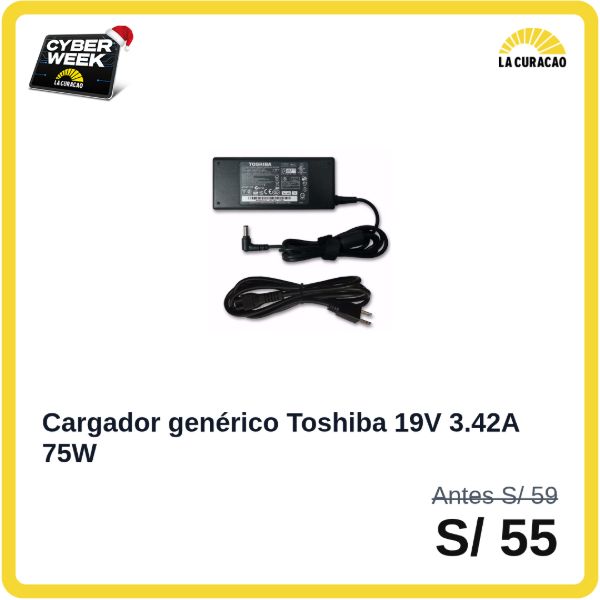 CYBER
WEEK
LA CURACAO
LA CURACAO
TOSHIBA
Cargador genérico Toshiba 19V 3.42A
75W
Antes S/ 59
S/ 55